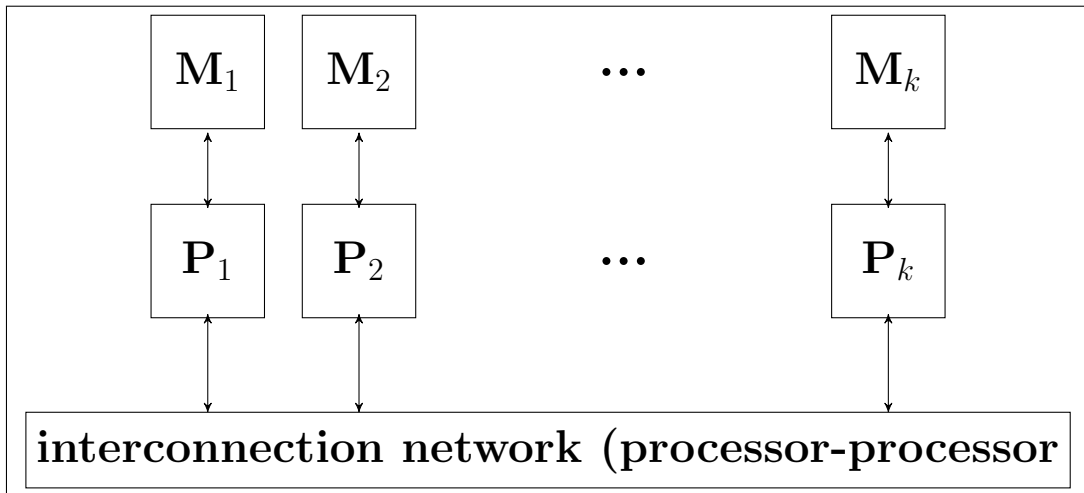 M1 M2 ... Mk
P1 P2 ... Pk
interconnection network (processor-processor